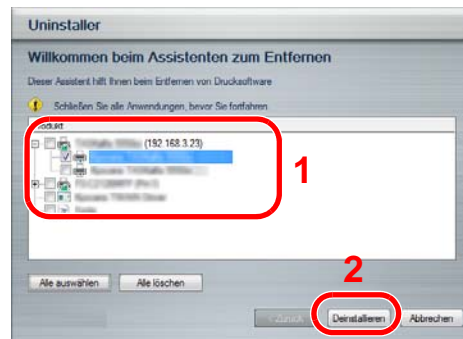 Uninstaller
Willkommen beim Assistenten zum Entfernen
Dieser Assistent hilft Ihnen beim Entfernen von Drucksoftware
Schließen Sie alle Anwendungen, bevor Sie fortfahren.
Produkt
(192.168.3.23)
1
Alle auswählen Alle löschen
2
< Zurück Deinstallieren Abbrechen